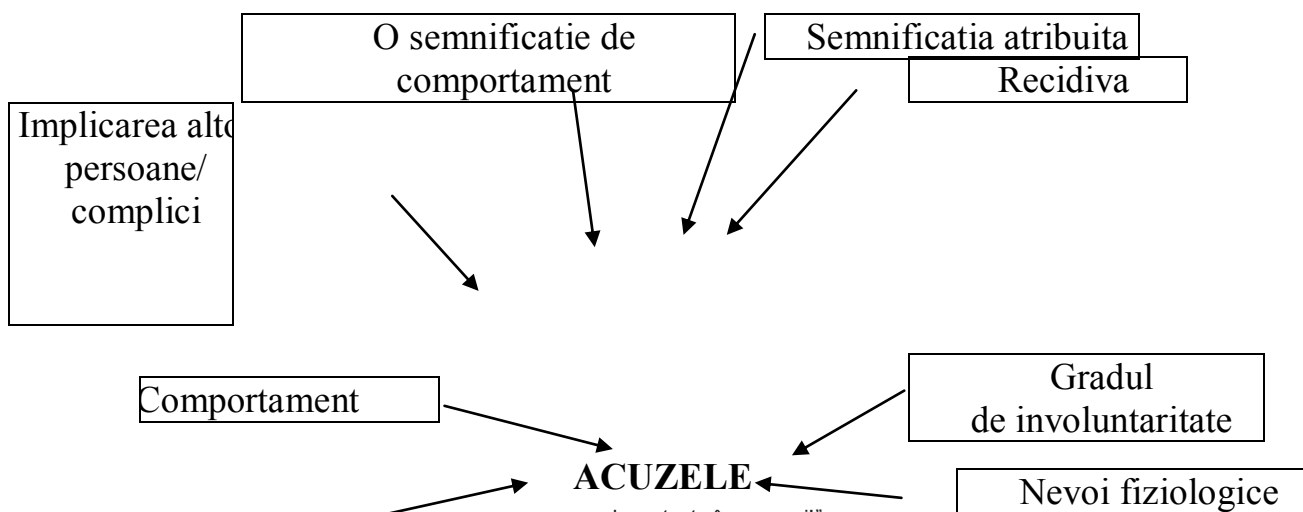 O semnificatie de
comportament
Semnificatia atribuita
Recidiva
Implicarea alto
persoane/
complici
Comportament
Gradul
de involuntaritate
ACUZELE
Nevoi fiziologice